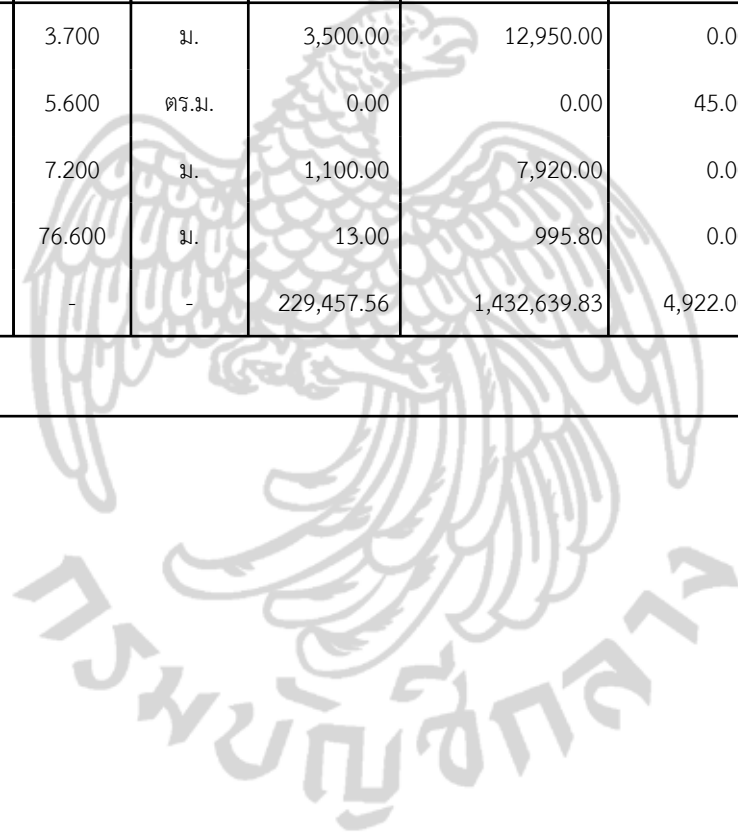 3.700 ม. 3,500.00 12,950.00 0.0
5.600 ตร.ม. 0.00 0.00 45.0
7.200 ม. 1,100.00 7,920.00 0.0
76.600 ม. 13.00 995.80 0.0
- - 229,457.56 1,432,639.83 4,922.0
กรมบัญชีกลาง